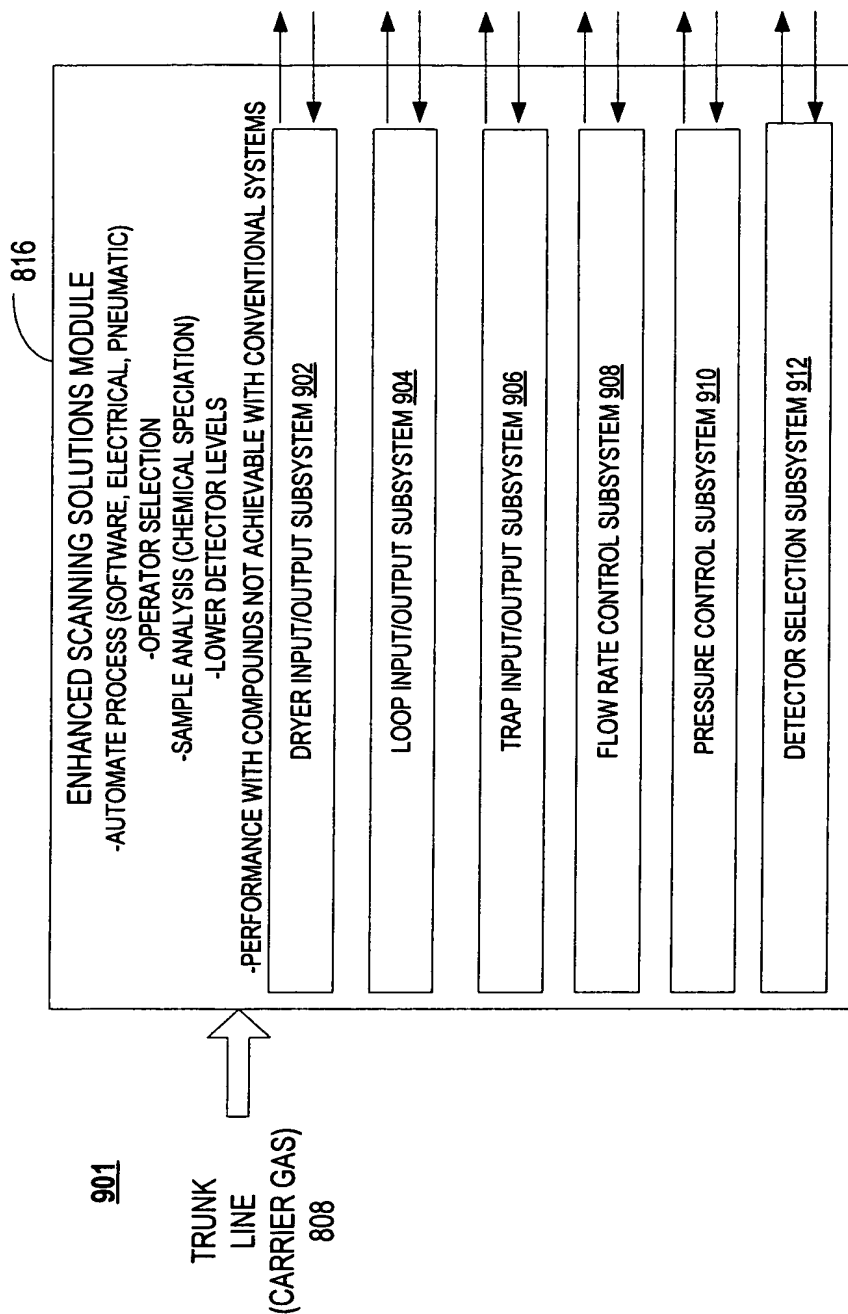 901
816
TRUNK
LINE
(CARRIER GAS)
808
ENHANCED SCANNING SOLUTIONS MODULE
-AUTOMATE PROCESS (SOFTWARE, ELECTRICAL, PNEUMATIC)
-OPERATOR SELECTION
-SAMPLE ANALYSIS (CHEMICAL SPECIATION)
-LOWER DETECTOR LEVELS
-PERFORMANCE WITH COMPOUNDS NOT ACHIEVABLE WITH CONVENTIONAL SYSTEMS
DRYER INPUT/OUTPUT SUBSYSTEM 902
LOOP INPUT/OUTPUT SUBSYSTEM 904
TRAP INPUT/OUTPUT SUBSYSTEM 906
FLOW RATE CONTROL SUBSYSTEM 908
PRESSURE CONTROL SUBSYSTEM 910
DETECTOR SELECTION SUBSYSTEM 912